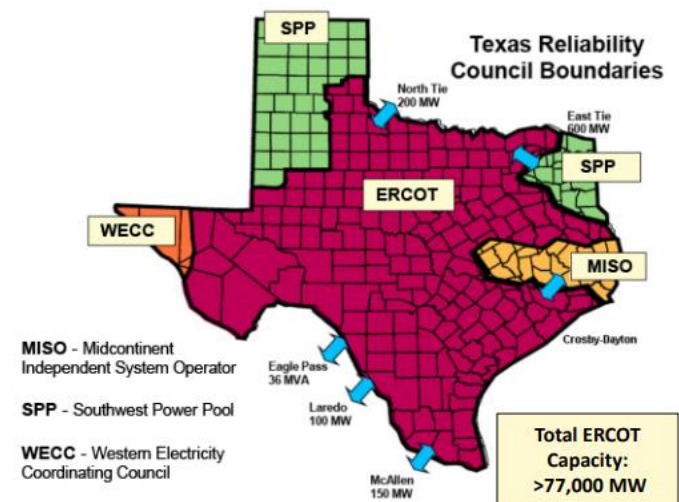 SPP
Texas Reliability
Council Boundaries
North Tie
200 MW
East Tie
600 MW
SPP
ERCOT
WECC
MISO
Crosby-Dayton
MISO - Midcontinent
Independent System Operator
Eagle Pass
36 MVA
SPP - Southwest Power Pool
Laredo
100 MW
WECC - Western Electricity
Coordinating Council
McAllen
150 MW
Total ERCOT
Capacity:
>77,000 MW